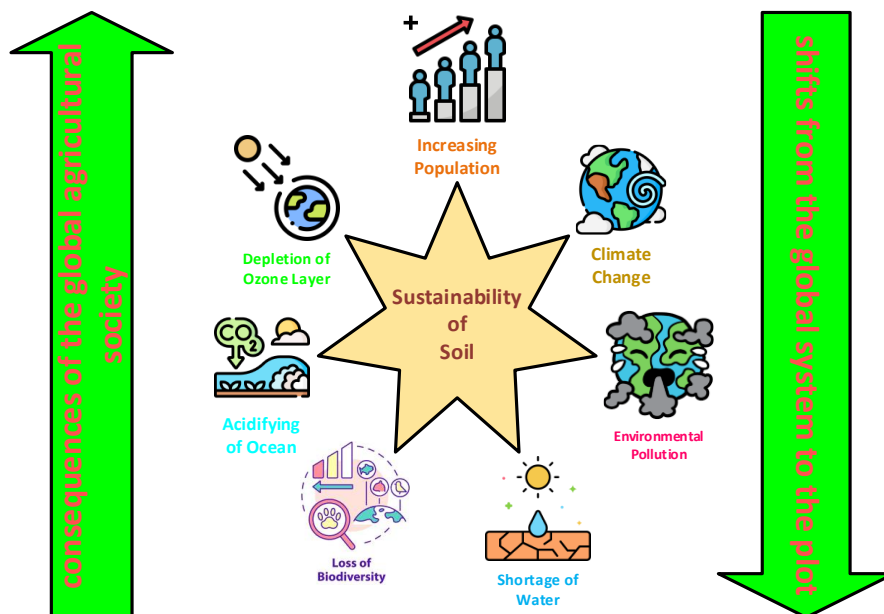 consequences of the global agricultural
society
+
Increasing
Population
Depletion of
Ozone Layer
Climate
Change
Sustainability
of
Soil
CO2
Acidifying
of Ocean
Environmental
Pollution
Loss of
Biodiversity
Shortage of
Water
shifts from the global system to the plot